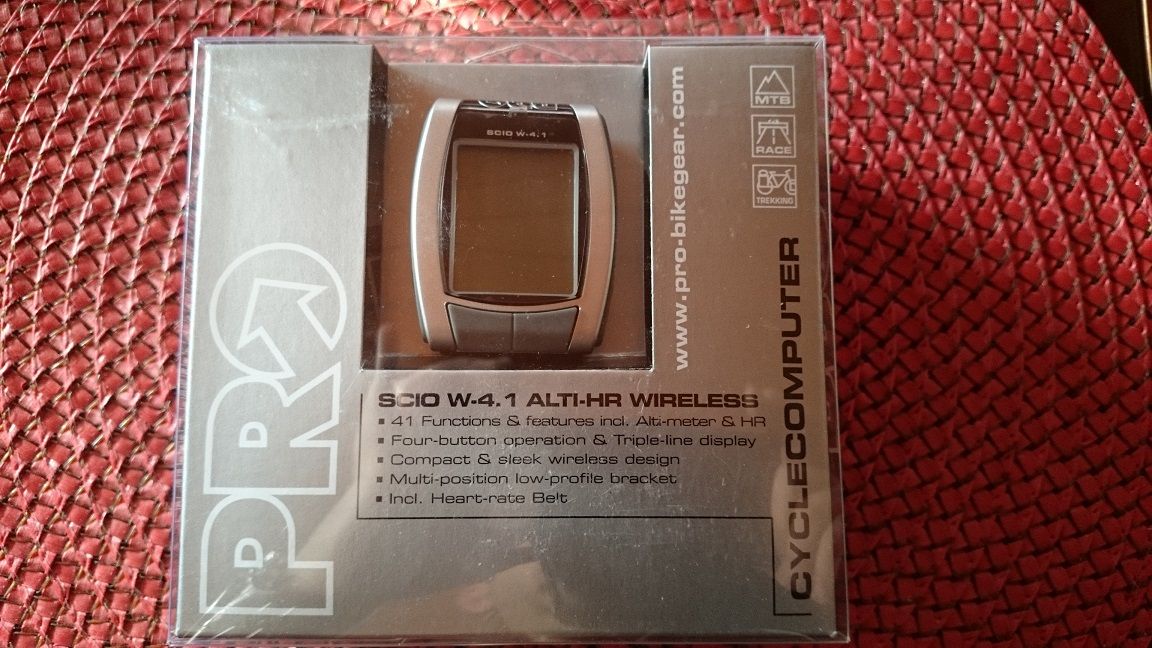 PRO
SCIO W-4.1
www.pro-bikegear.com
MTB
RACE
TREKKING
SCIO W-4.1 ALTI-HR WIRELESS
▪ 41 Functions & features incl. Alti-meter & HR
▪ Four-button operation & Triple-line display
▪ Compact & sleek wireless design
▪ Multi-position low-profile bracket
▪ Incl. Heart-rate Belt
CYCLECOMPUTER